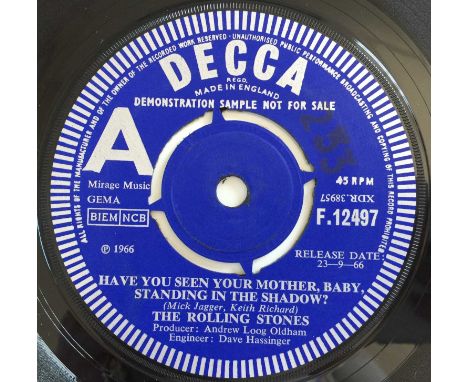 ALL RIGHTS OF THE MANUFACTURER AND OF THE OWNER OF THE RECORDED WORK RESERVED · UNAUTHORISED PUBLIC PERFORMANCE BROADCASTING AND COPYING OF THIS RECORD PROHIBITED
DECCA
REGD.
MADE IN ENGLAND
DEMONSTRATION SAMPLE NOT FOR SALE
A
253
Mirage Music
GEMA
BIEM NCB
45 RPM
XDR.38957
F.12497
℗ 1966
RELEASE DATE:
23-9-66
HAVE YOU SEEN YOUR MOTHER, BABY,
STANDING IN THE SHADOW?
(Mick Jagger, Keith Richard)
THE ROLLING STONES
Producer: Andrew Loog Oldham
Engineer: Dave Hassinger